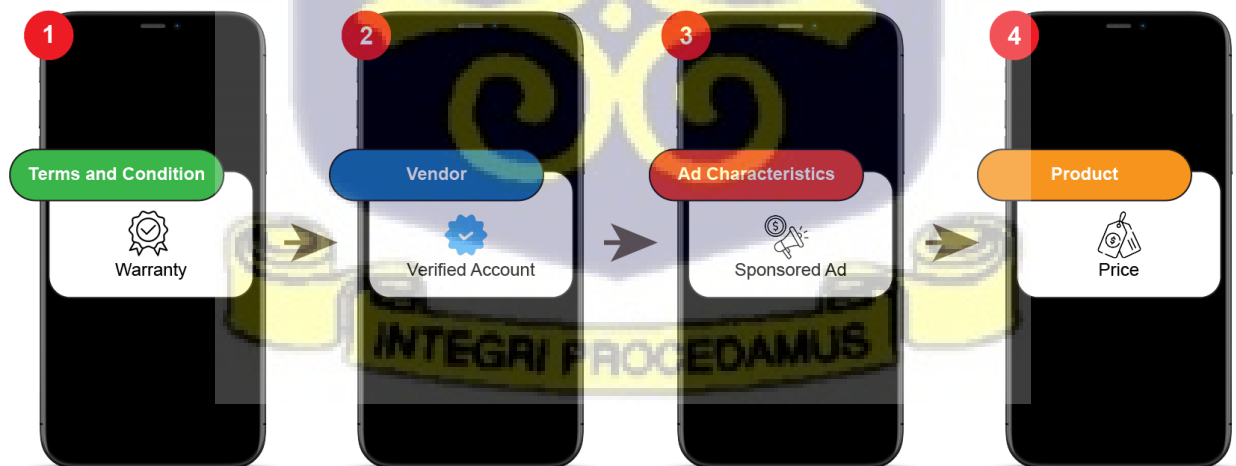 1
Terms and Condition
Warranty
2
Vendor
Verified Account
3
Ad Characteristics
Sponsored Ad
4
Product
Price
INTEGRI PROCEDAMUS